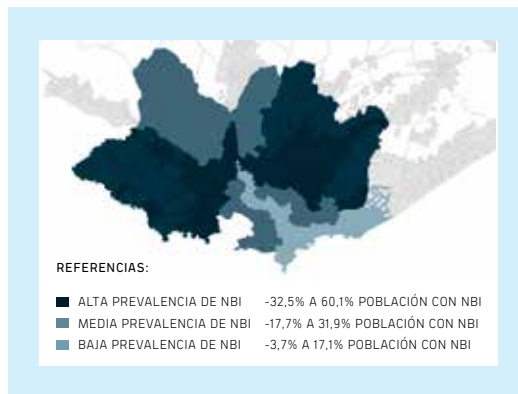 REFERENCIAS:
ALTA PREVALENCIA DE NBI -32,5% A 60,1% POBLACIÓN CON NBI
MEDIA PREVALENCIA DE NBI -17,7% A 31,9% POBLACIÓN CON NBI
BAJA PREVALENCIA DE NBI -3,7% A 17,1% POBLACIÓN CON NBI